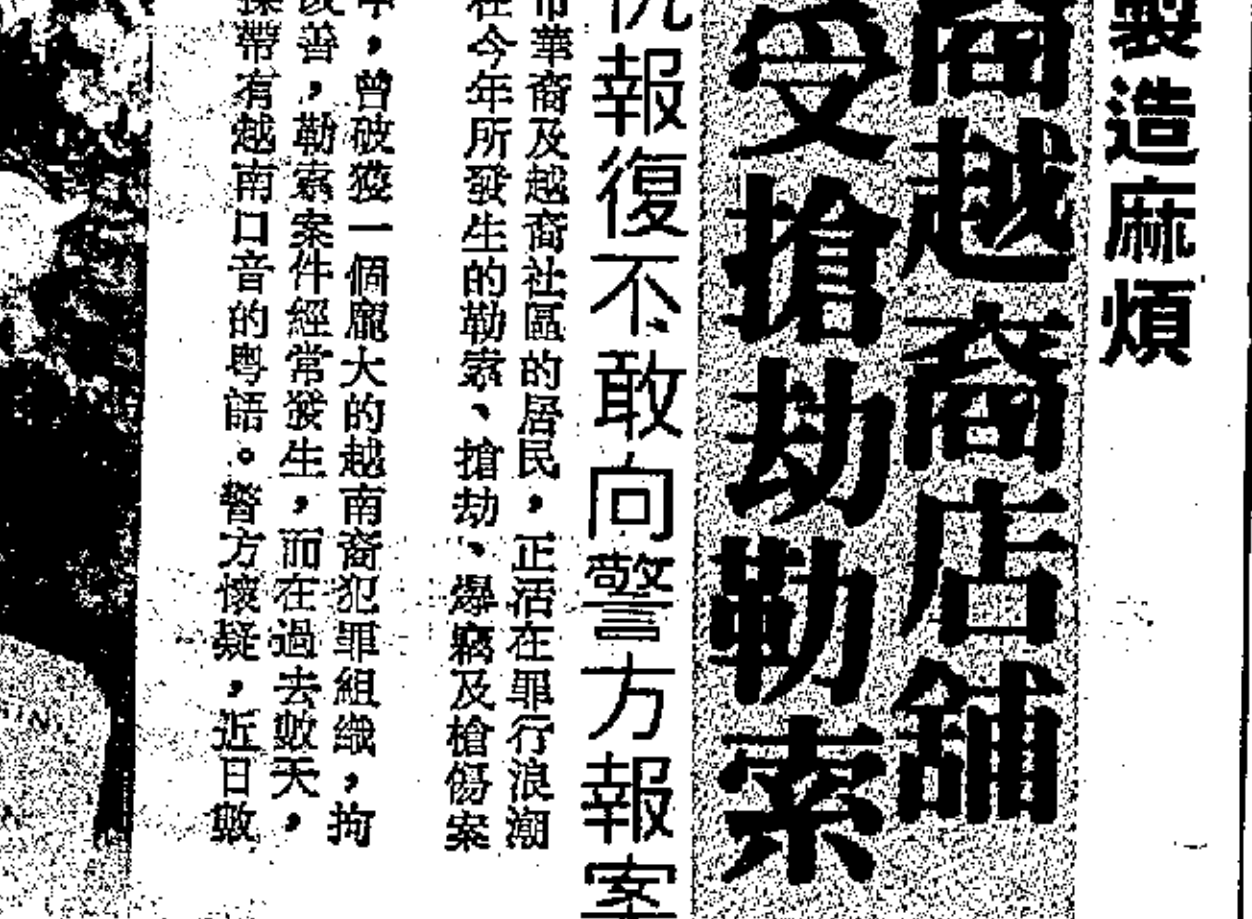 製造麻煩
裔越裔店舖
受搶劫勒索
報復不敢向警方報案
市華裔及越裔社區的居民，正活在罪行浪潮
在今年所發生的勒索、搶劫、爆竊及槍傷案
，曾破獲一個龐大的越南裔犯罪組織，拘
改善，勒索案件經常發生，而在過去數天，
操帶有越南口音的粵語。警方懷疑，近日數